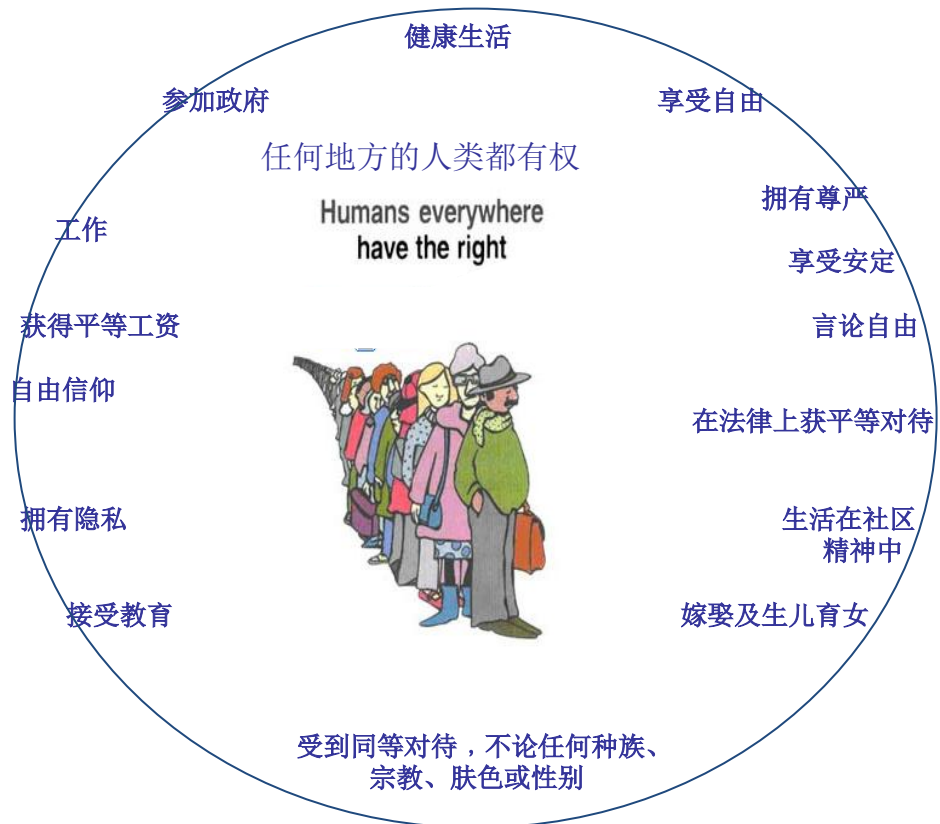 健康生活
参加政府
享受自由
任何地方的人类都有权
拥有尊严
Humans everywhere
have the right
工作
享受安定
获得平等工资
言论自由
自由信仰
在法律上获平等对待
拥有隐私
生活在社区
精神中
接受教育
嫁娶及生儿育女
受到同等对待，不论任何种族、
宗教、肤色或性别